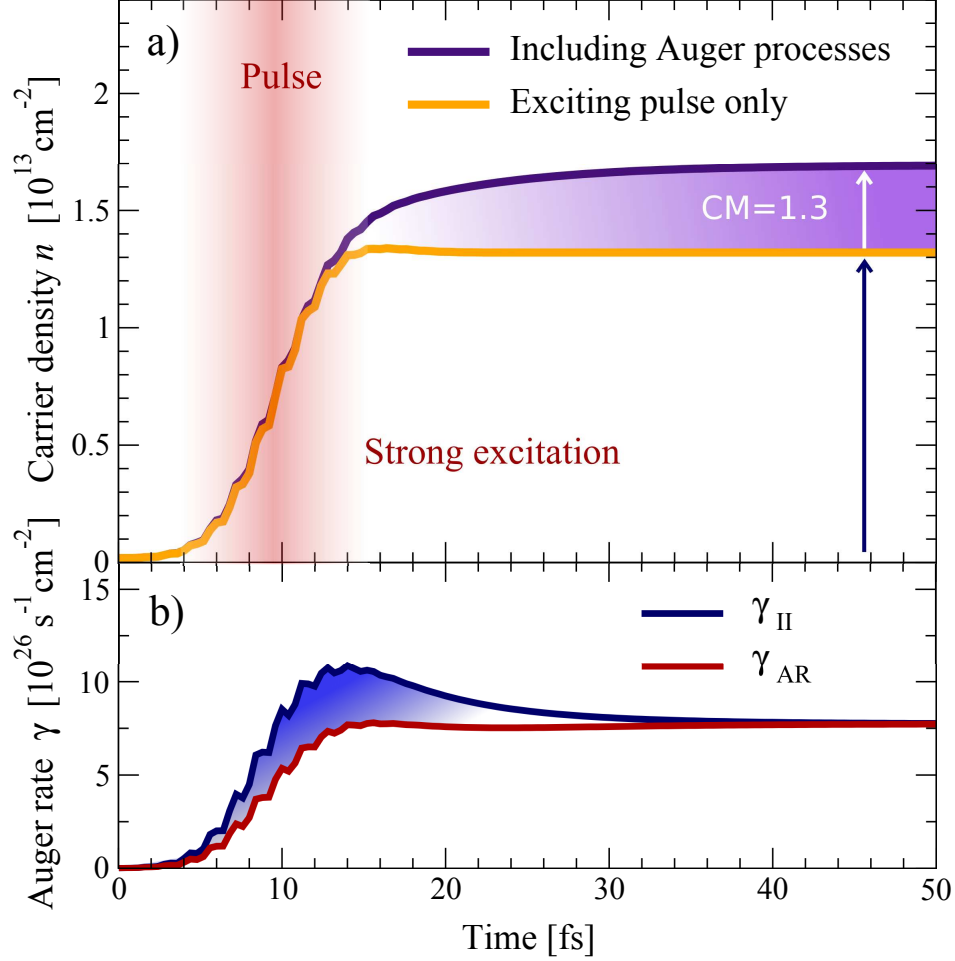 a)
Including Auger processes
Exciting pulse only
Pulse
CM=1.3
Strong excitation
Carrier density n [10^13 cm^-2]
2
1.5
1
0.5
0
b)
γ_II
γ_AR
Auger rate γ [10^26 s^-1 cm^-2]
15
10
5
0
0 10 20 30 40 50
Time [fs]